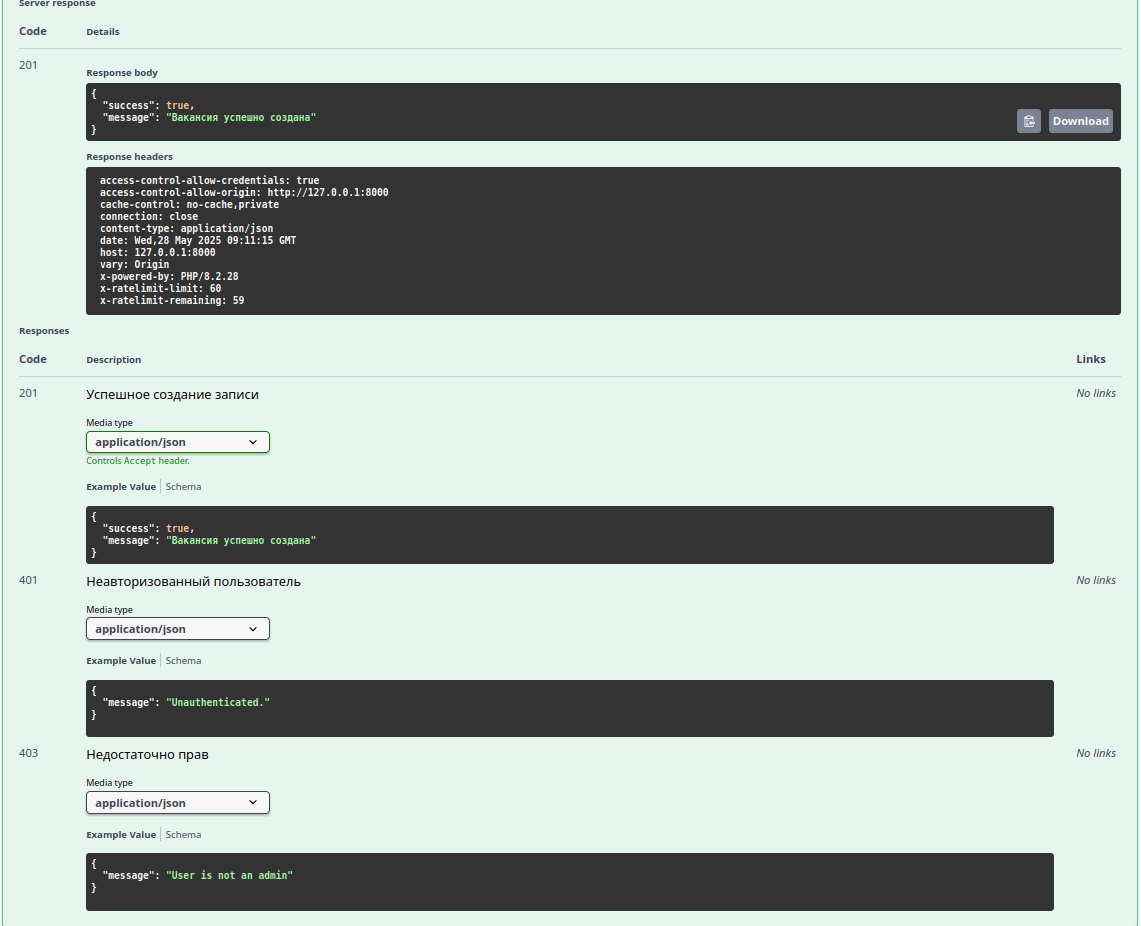 Server response
Code Details
201
Response body
{
"success": true,
"message": "Вакансия успешно создана"
}
Download
Response headers
access-control-allow-credentials: true
access-control-allow-origin: http://127.0.0.1:8000
cache-control: no-cache,private
connection: close
content-type: application/json
date: Wed,28 May 2025 09:11:15 GMT
host: 127.0.0.1:8000
vary: Origin
x-powered-by: PHP/8.2.28
x-ratelimit-limit: 60
x-ratelimit-remaining: 59
Responses
Code Description Links
201 Успешное создание записи No links
Media type
application/json
Controls Accept header.
Example Value Schema
{
"success": true,
"message": "Вакансия успешно создана"
}
401 Неавторизованный пользователь No links
Media type
application/json
Example Value Schema
{
"message": "Unauthenticated."
}
403 Недостаточно прав No links
Media type
application/json
Example Value Schema
{
"message": "User is not an admin"
}